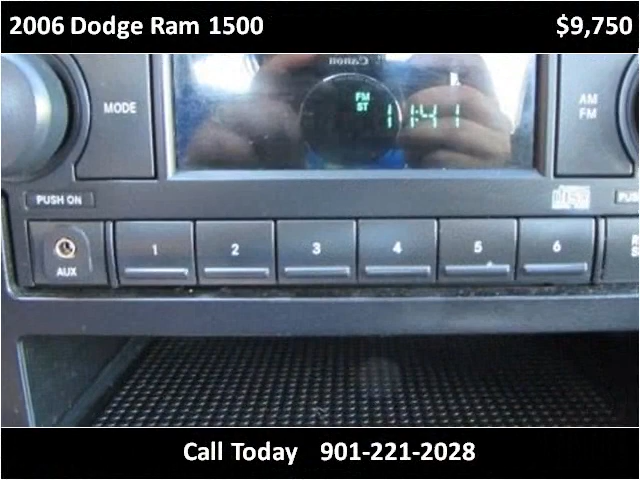 2006 Dodge Ram 1500 $9,750
Canon
MODE
FM
ST
11:41
AM
FM
PUSH ON
AUX
1 2 3 4 5 6
Call Today 901-221-2028